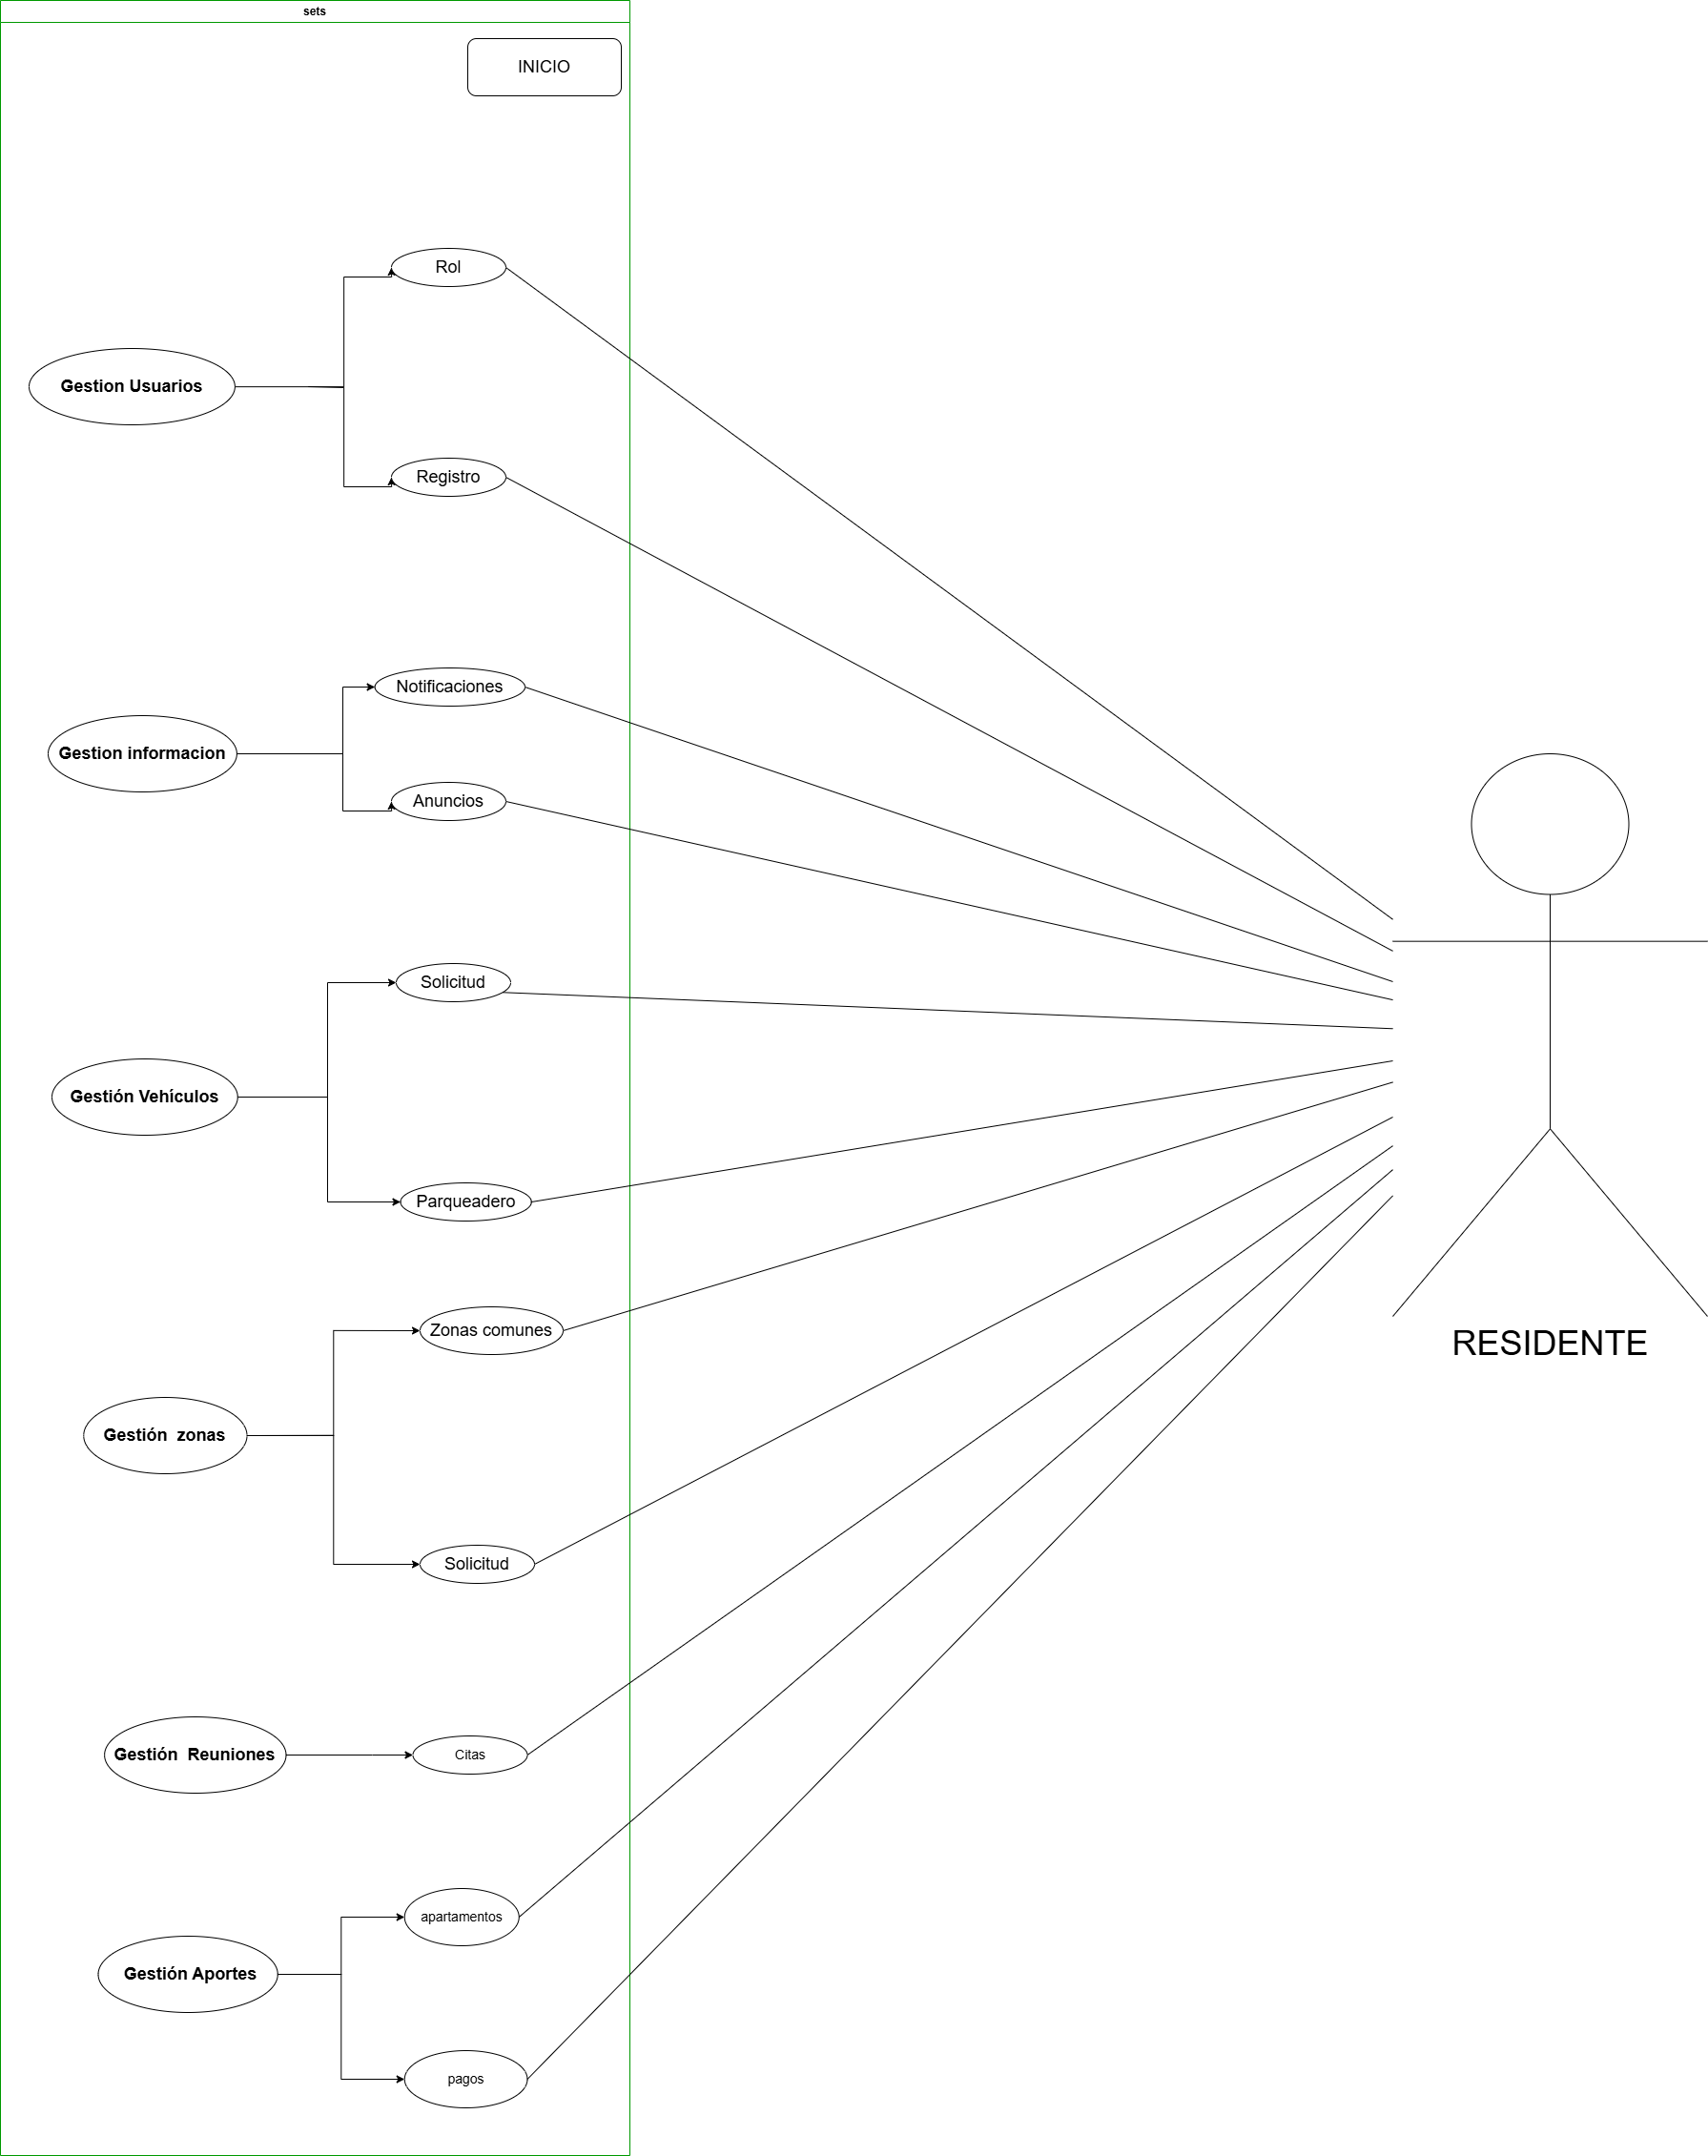 sets
INICIO
Rol
Gestion Usuarios
Registro
Notificaciones
Gestion informacion
Anuncios
Solicitud
Gestión Vehículos
Parqueadero
Zonas comunes
RESIDENTE
Gestión  zonas
Solicitud
Gestión  Reuniones
Citas
apartamentos
Gestión Aportes
pagos